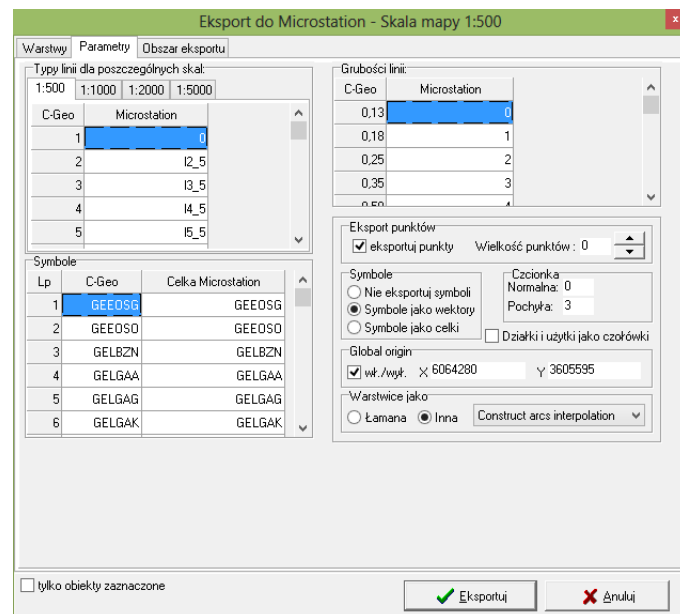 Eksport do Microstation - Skala mapy 1:500
x
Warstwy Parametry Obszar eksportu
Typy linii dla poszczególnych skal:
1:500 1:1000 1:2000 1:5000
C-Geo Microstation
1 0
2 l2_5
3 l3_5
4 l4_5
5 l5_5
Symbole
Lp C-Geo Celka Microstation
1 GEEOSG GEEOSG
2 GEEOSO GEEOSO
3 GELBZN GELBZN
4 GELGAA GELGAA
5 GELGAG GELGAG
6 GELGAK GELGAK
Grubości linii:
C-Geo Microstation
0,13 0
0,18 1
0,25 2
0,35 3
0,50 4
Eksport punktów
eksportuj punkty Wielkość punktów : 0
Symbole
Nie eksportuj symboli
Symbole jako wektory
Symbole jako celki
Czcionka
Normalna: 0
Pochyła: 3
Działki i użytki jako czołówki
Global origin
wł./wył. X 6064280 Y 3605595
Warstwice jako
Łamana Inna Construct arcs interpolation
tylko obiekty zaznaczone
Eksportuj Anuluj